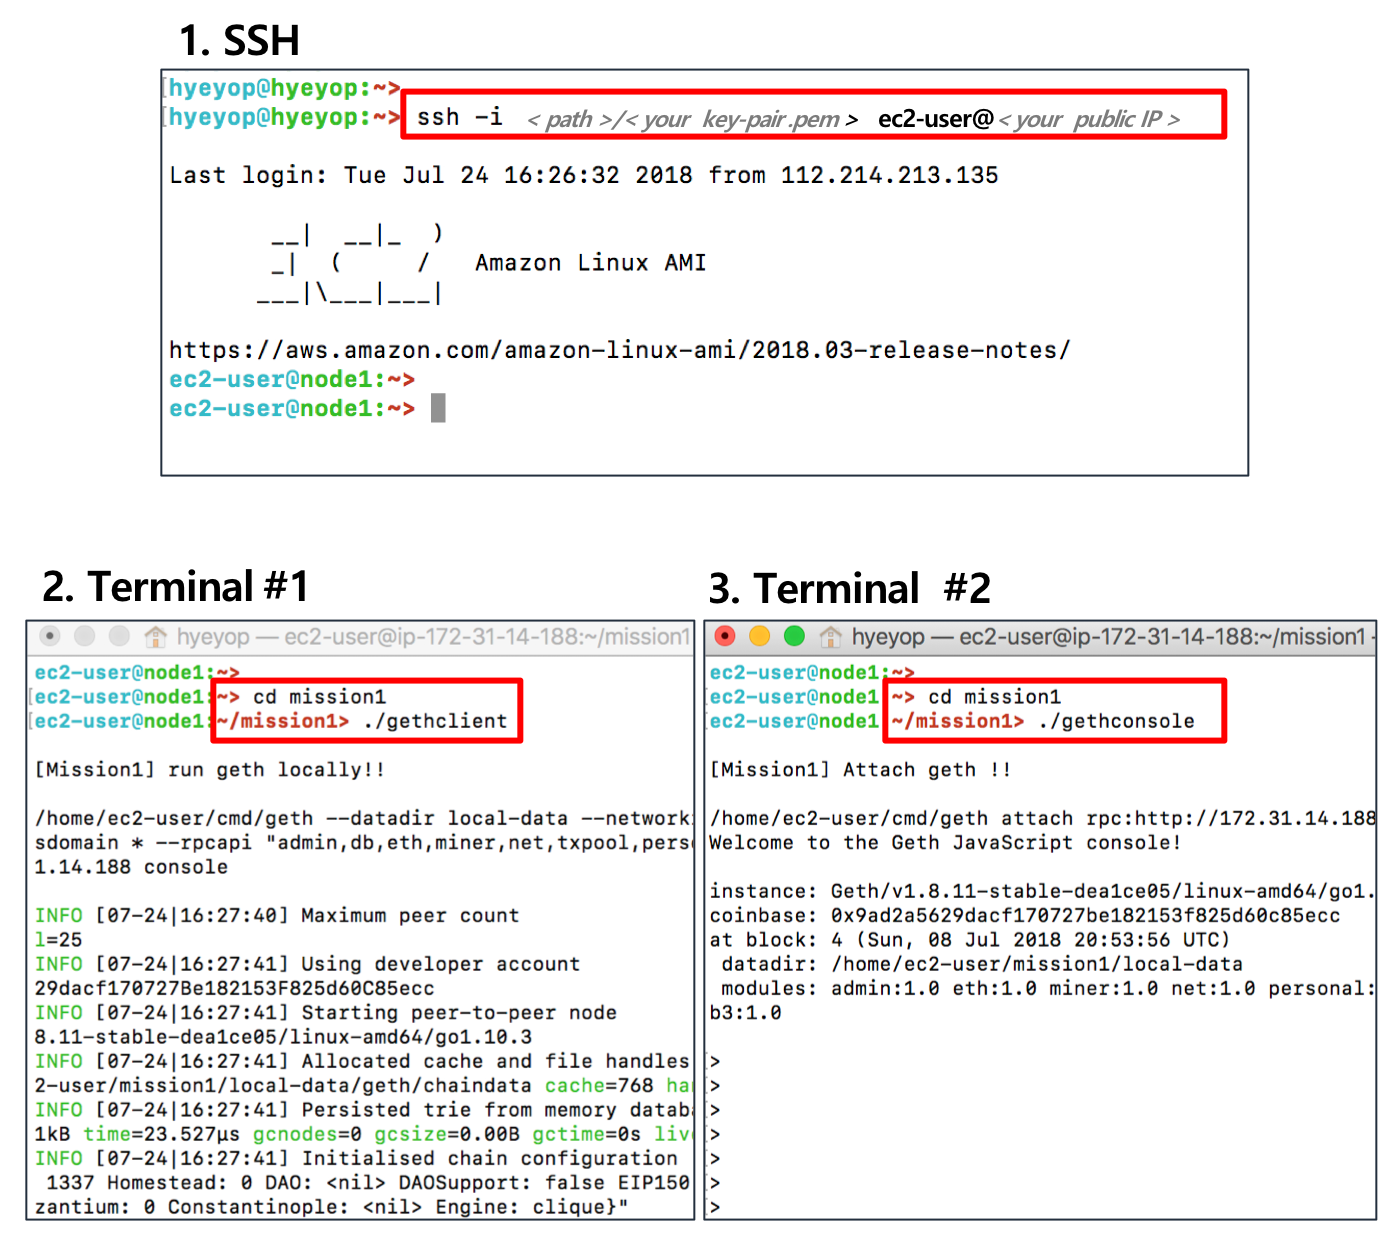 1. SSH
hyeyop@hyeyop:~>
hyeyop@hyeyop:~> ssh -i < path >/< your key-pair.pem > ec2-user@< your public IP >
Last login: Tue Jul 24 16:26:32 2018 from 112.214.213.135
__|  __|_  )
_|  (     /   Amazon Linux AMI
___|\___|___|
https://aws.amazon.com/amazon-linux-ami/2018.03-release-notes/
ec2-user@node1:~>
ec2-user@node1:~>
2. Terminal #1
hyeyop — ec2-user@ip-172-31-14-188:~/mission1
ec2-user@node1:~>
ec2-user@node1:~> cd mission1
ec2-user@node1:~/mission1> ./gethclient
[Mission1] run geth locally!!
/home/ec2-user/cmd/geth --datadir local-data --network
sdomain * --rpcapi "admin,db,eth,miner,net,txpool,pers
1.14.188 console
INFO [07-24|16:27:40] Maximum peer count
l=25
INFO [07-24|16:27:41] Using developer account
29dacf170727Be182153F825d60C85ecc
INFO [07-24|16:27:41] Starting peer-to-peer node
8.11-stable-dea1ce05/linux-amd64/go1.10.3
INFO [07-24|16:27:41] Allocated cache and file handles
2-user/mission1/local-data/geth/chaindata cache=768 ha
INFO [07-24|16:27:41] Persisted trie from memory datab
1kB time=23.527µs gcnodes=0 gcsize=0.00B gctime=0s liv
INFO [07-24|16:27:41] Initialised chain configuration
1337 Homestead: 0 DAO: <nil> DAOSupport: false EIP150
zantium: 0 Constantinople: <nil> Engine: clique}"
3. Terminal #2
hyeyop — ec2-user@ip-172-31-14-188:~/mission1 -
ec2-user@node1:~>
ec2-user@node1:~> cd mission1
ec2-user@node1:~/mission1> ./gethconsole
[Mission1] Attach geth !!
/home/ec2-user/cmd/geth attach rpc:http://172.31.14.188
Welcome to the Geth JavaScript console!
instance: Geth/v1.8.11-stable-dea1ce05/linux-amd64/go1.
coinbase: 0x9ad2a5629dacf170727be182153f825d60c85ecc
at block: 4 (Sun, 08 Jul 2018 20:53:56 UTC)
datadir: /home/ec2-user/mission1/local-data
modules: admin:1.0 eth:1.0 miner:1.0 net:1.0 personal:
b3:1.0
>
>
>
>
>
>
>